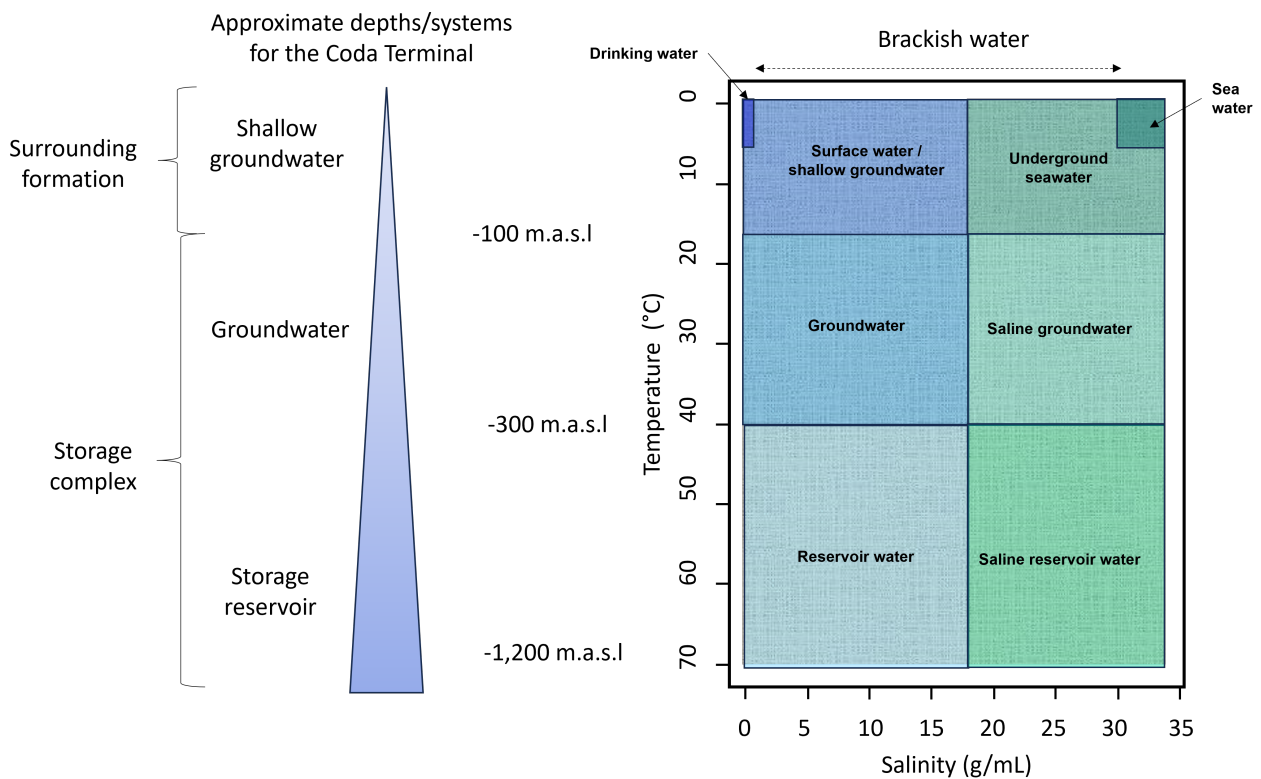 Approximate depths/systems
for the Coda Terminal
Surrounding
formation
Shallow
groundwater
-100 m.a.s.l
Groundwater
-300 m.a.s.l
Storage
complex
Storage
reservoir
-1,200 m.a.s.l
Brackish water
Drinking water
Sea
water
Surface water /
shallow groundwater
Underground
seawater
Groundwater
Saline groundwater
Reservoir water
Saline reservoir water
Temperature (°C)
0
10
20
30
40
50
60
70
0 5 10 15 20 25 30 35
Salinity (g/mL)